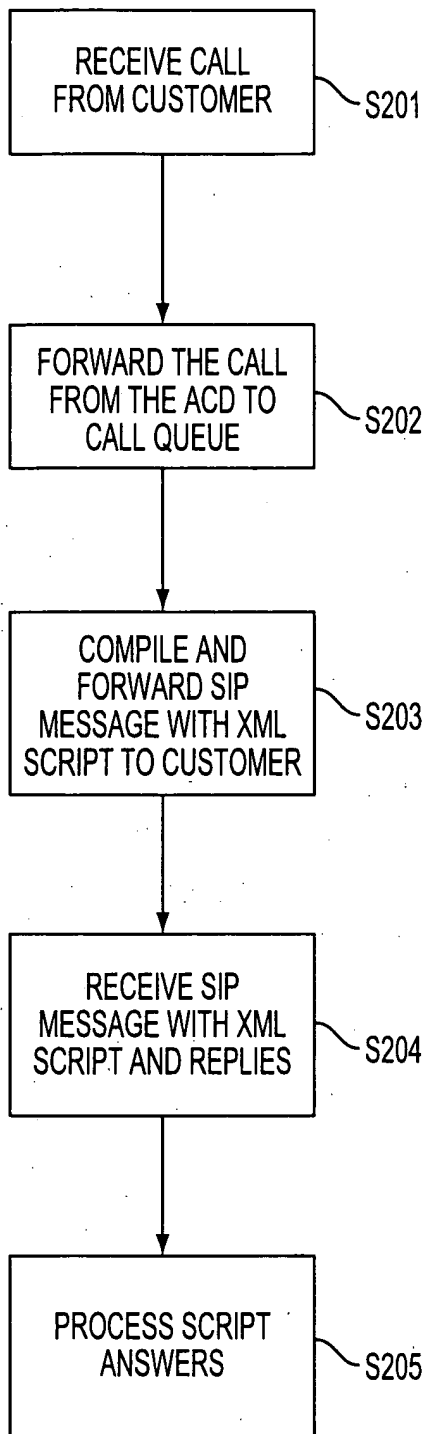 RECEIVE CALL
FROM CUSTOMER
S201
FORWARD THE CALL
FROM THE ACD TO
CALL QUEUE
S202
COMPILE AND
FORWARD SIP
MESSAGE WITH XML
SCRIPT TO CUSTOMER
S203
RECEIVE SIP
MESSAGE WITH XML
SCRIPT AND REPLIES
S204
PROCESS SCRIPT
ANSWERS
S205